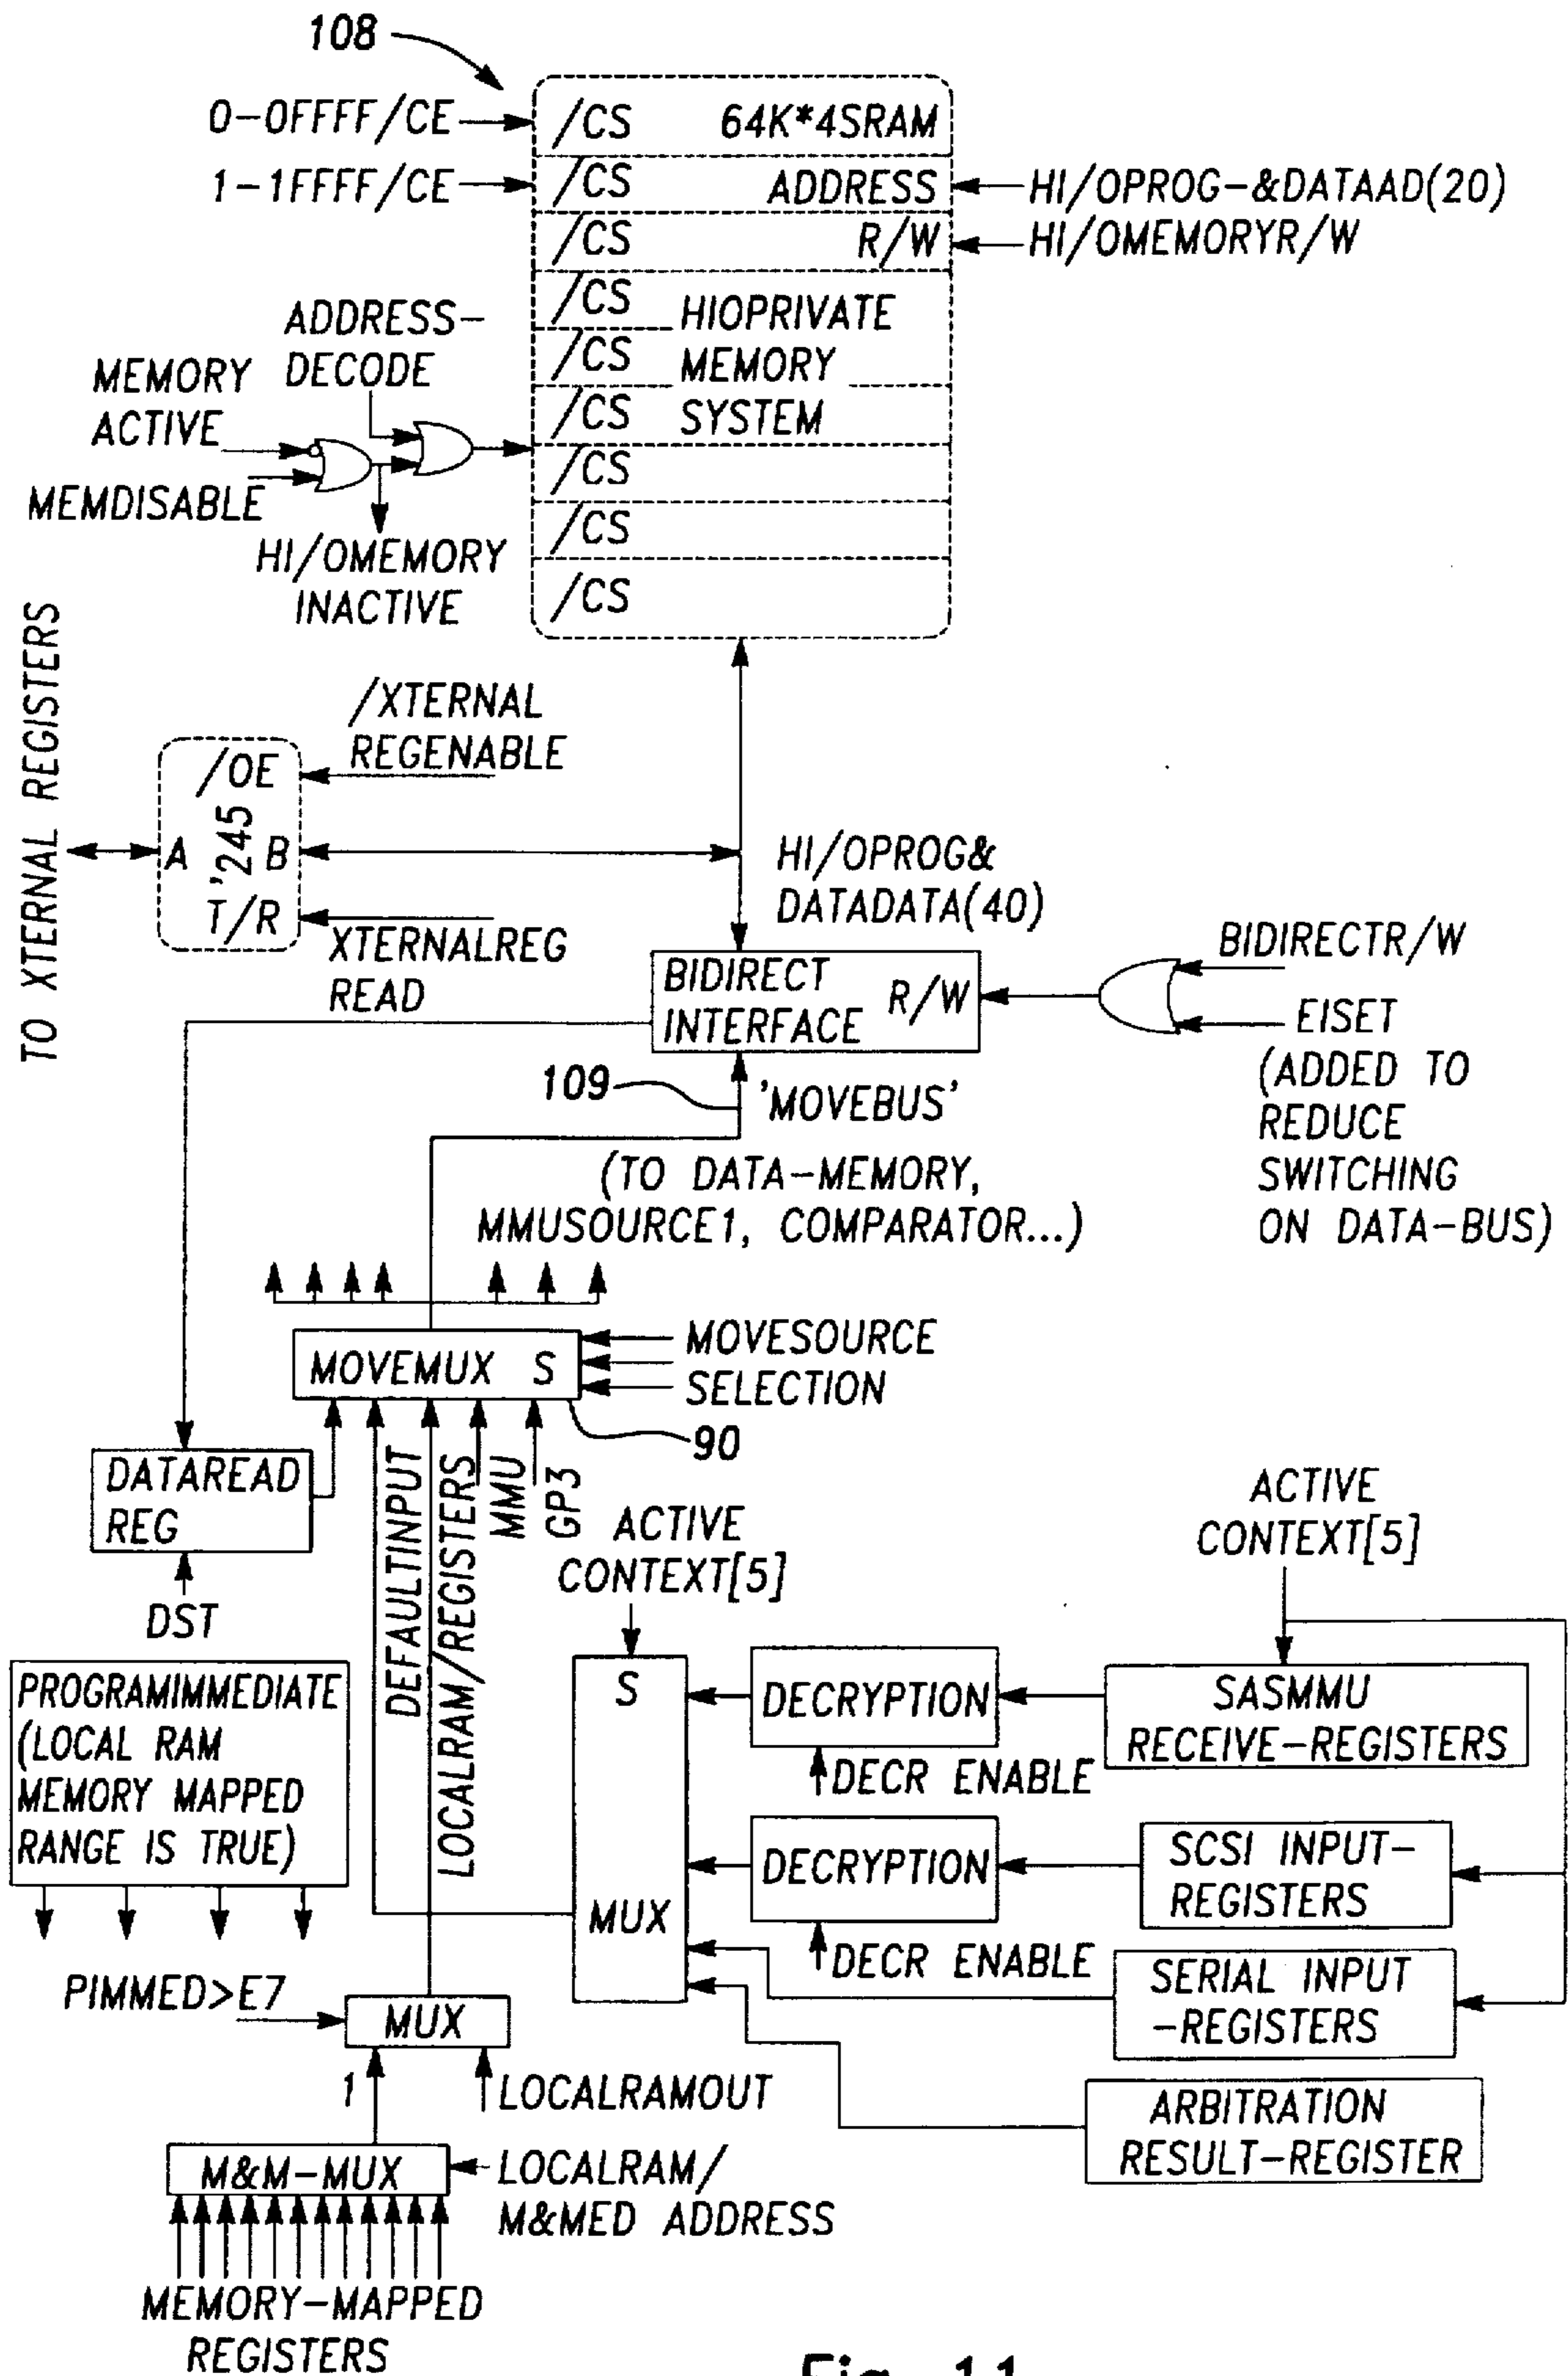 108
0-0FFFF/CE
/CS 64K*4SRAM
1-1FFFF/CE
/CS ADDRESS
HI/OPROG-&DATAAD(20)
/CS R/W
HI/OMEMORYR/W
/CS HIOPRIVATE
/CS MEMORY
/CS SYSTEM
/CS
/CS
/CS
ADDRESS-
DECODE
MEMORY
ACTIVE
MEMDISABLE
HI/OMEMORY
INACTIVE
TO XTERNAL REGISTERS
/XTERNAL
REGENABLE
/OE
A '245 B
T/R
XTERNALREG
READ
HI/OPROG&
DATADATA(40)
BIDIRECT
INTERFACE R/W
BIDIRECTR/W
EISET
(ADDED TO
REDUCE
SWITCHING
ON DATA-BUS)
109
'MOVEBUS'
(TO DATA-MEMORY,
MMUSOURCE1, COMPARATOR...)
MOVEMUX S
MOVESOURCE
SELECTION
90
DATAREAD
REG
DST
DEFAULTINPUT
LOCALRAM/REGISTERS
MMU
GP3
ACTIVE
CONTEXT[5]
ACTIVE
CONTEXT[5]
PROGRAMIMMEDIATE
(LOCAL RAM
MEMORY MAPPED
RANGE IS TRUE)
S
MUX
DECRYPTION
DECR ENABLE
SASMMU
RECEIVE-REGISTERS
DECRYPTION
DECR ENABLE
SCSI INPUT-
REGISTERS
SERIAL INPUT
-REGISTERS
ARBITRATION
RESULT-REGISTER
PIMMED>E7
MUX
1
LOCALRAMOUT
M&M-MUX
LOCALRAM/
M&MED ADDRESS
MEMORY-MAPPED
REGISTERS
Fig. 11